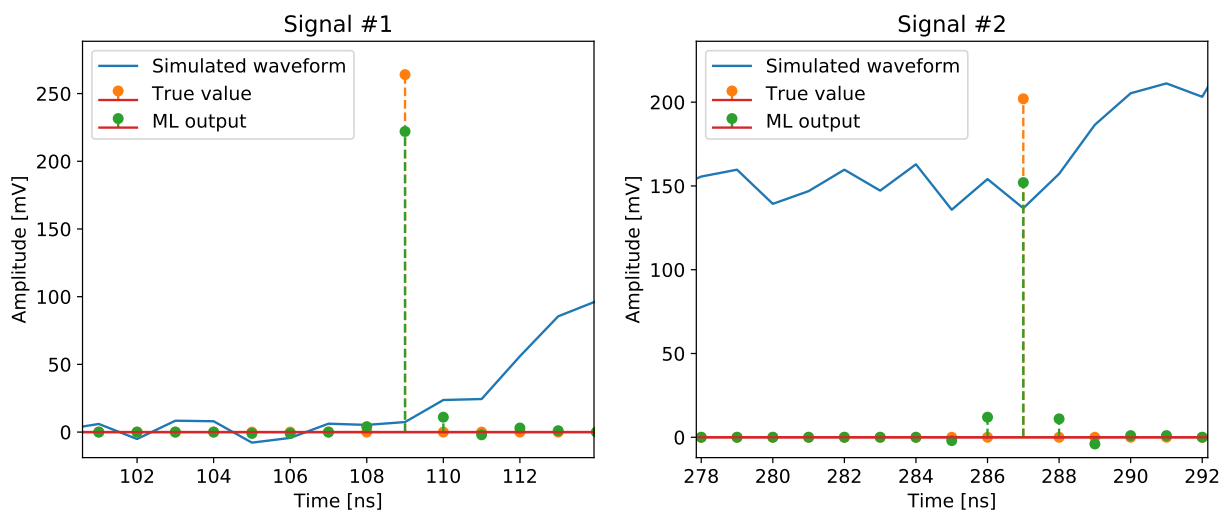 Signal #1
Simulated waveform
True value
ML output
Amplitude [mV]
250
200
150
100
50
0
102 104 106 108 110 112
Time [ns]
Signal #2
Simulated waveform
True value
ML output
Amplitude [mV]
200
150
100
50
0
278 280 282 284 286 288 290 292
Time [ns]